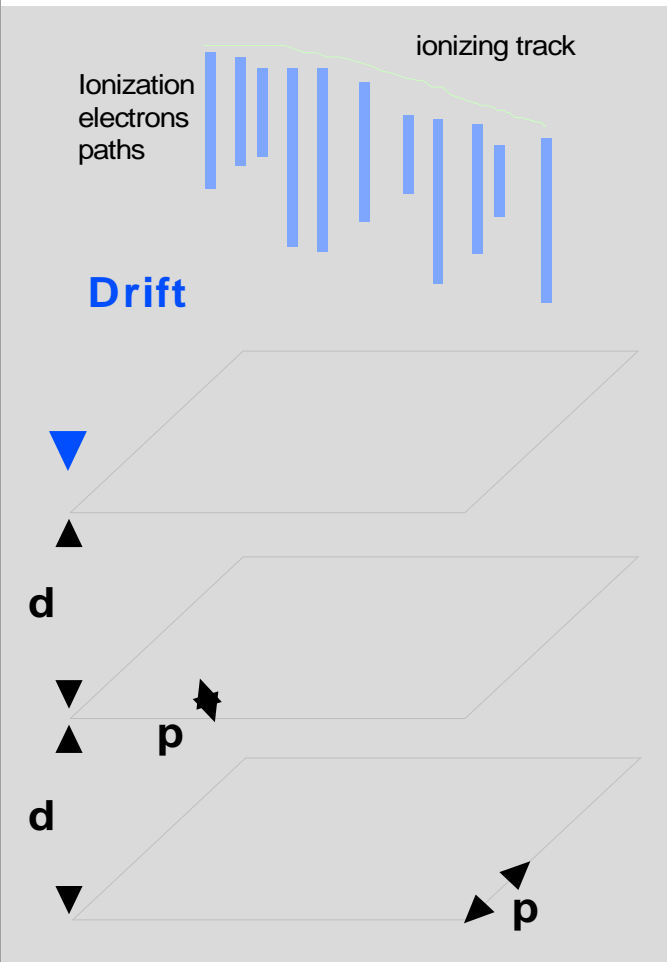 ionizing track
Ionization
electrons
paths
Drift
d
p
d
p